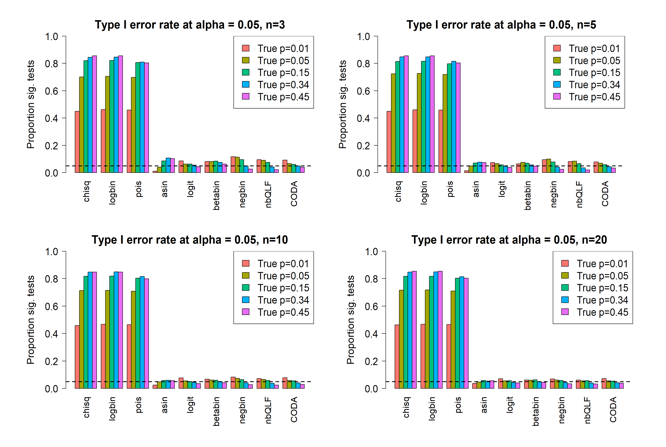 Type I error rate at alpha = 0.05, n=3
Proportion sig. tests
1.0
0.8
0.6
0.4
0.2
0.0
True p=0.01
True p=0.05
True p=0.15
True p=0.34
True p=0.45
chisq
logbin
pois
asin
logit
betabin
negbin
nbQLF
CODA
Type I error rate at alpha = 0.05, n=5
Proportion sig. tests
1.0
0.8
0.6
0.4
0.2
0.0
True p=0.01
True p=0.05
True p=0.15
True p=0.34
True p=0.45
chisq
logbin
pois
asin
logit
betabin
negbin
nbQLF
CODA
Type I error rate at alpha = 0.05, n=10
Proportion sig. tests
1.0
0.8
0.6
0.4
0.2
0.0
True p=0.01
True p=0.05
True p=0.15
True p=0.34
True p=0.45
chisq
logbin
pois
asin
logit
betabin
negbin
nbQLF
CODA
Type I error rate at alpha = 0.05, n=20
Proportion sig. tests
1.0
0.8
0.6
0.4
0.2
0.0
True p=0.01
True p=0.05
True p=0.15
True p=0.34
True p=0.45
chisq
logbin
pois
asin
logit
betabin
negbin
nbQLF
CODA